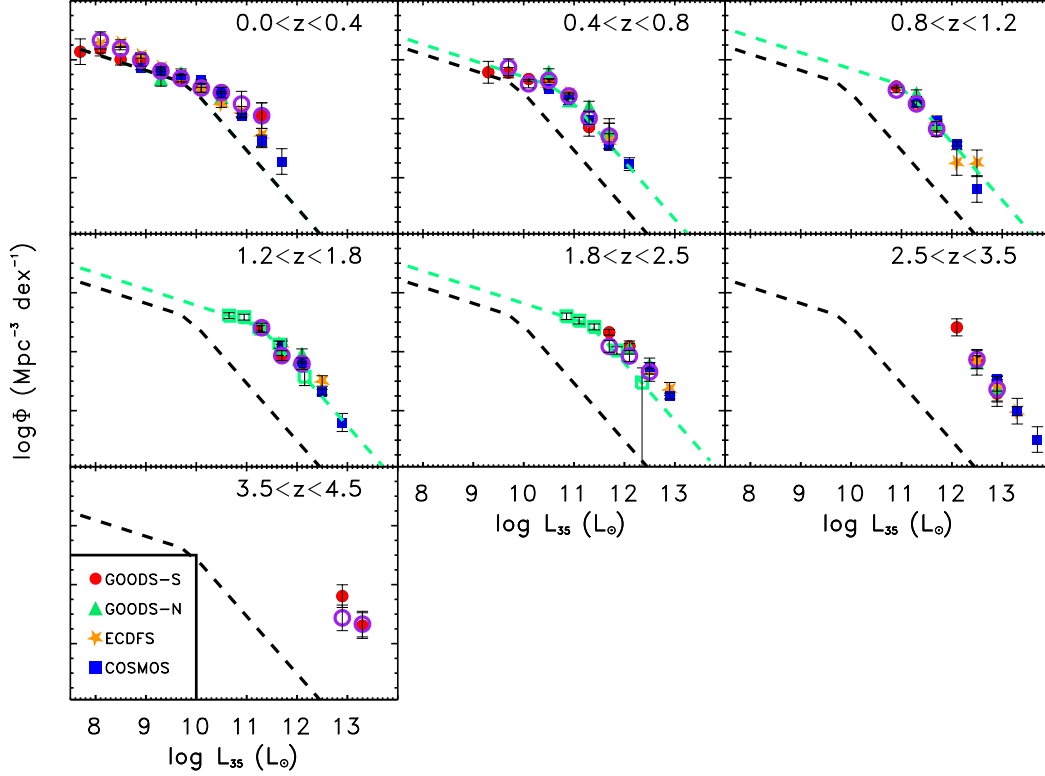 0.0<z<0.4
0.4<z<0.8
0.8<z<1.2
1.2<z<1.8
1.8<z<2.5
2.5<z<3.5
logΦ (Mpc⁻³ dex⁻¹)
3.5<z<4.5
8 9 10 11 12 13
log L₃₅ (L⊙)
8 9 10 11 12 13
log L₃₅ (L⊙)
GOODS-S
GOODS-N
ECDFS
COSMOS
8 9 10 11 12 13
log L₃₅ (L⊙)